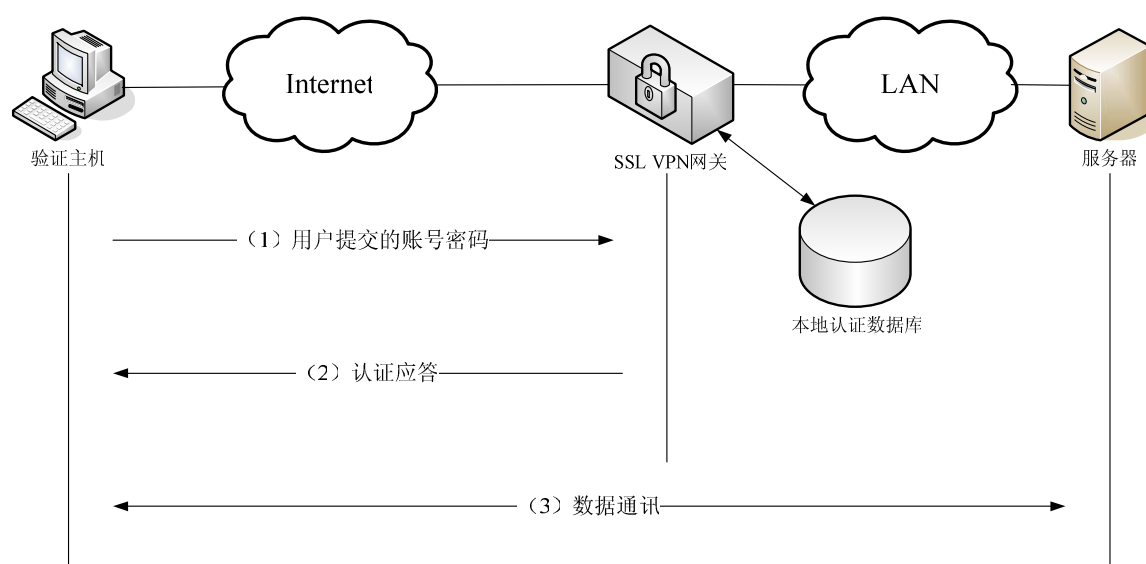 Internet
LAN
验证主机
SSL VPN网关
服务器
（1）用户提交的账号密码
本地认证数据库
（2）认证应答
（3）数据通讯